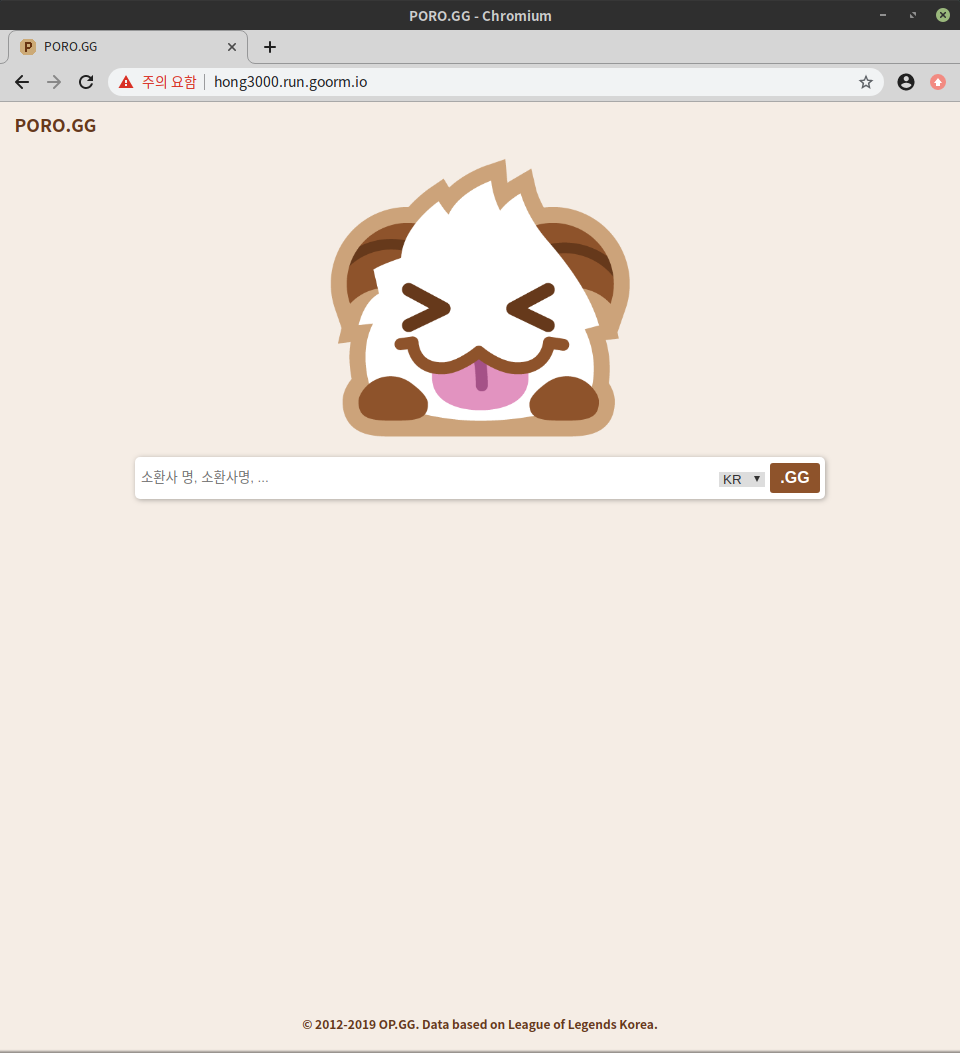 PORO.GG - Chromium
P PORO.GG
주의 요함 hong3000.run.goorm.io
PORO.GG
소환사 명, 소환사명, ... KR .GG
© 2012-2019 OP.GG. Data based on League of Legends Korea.